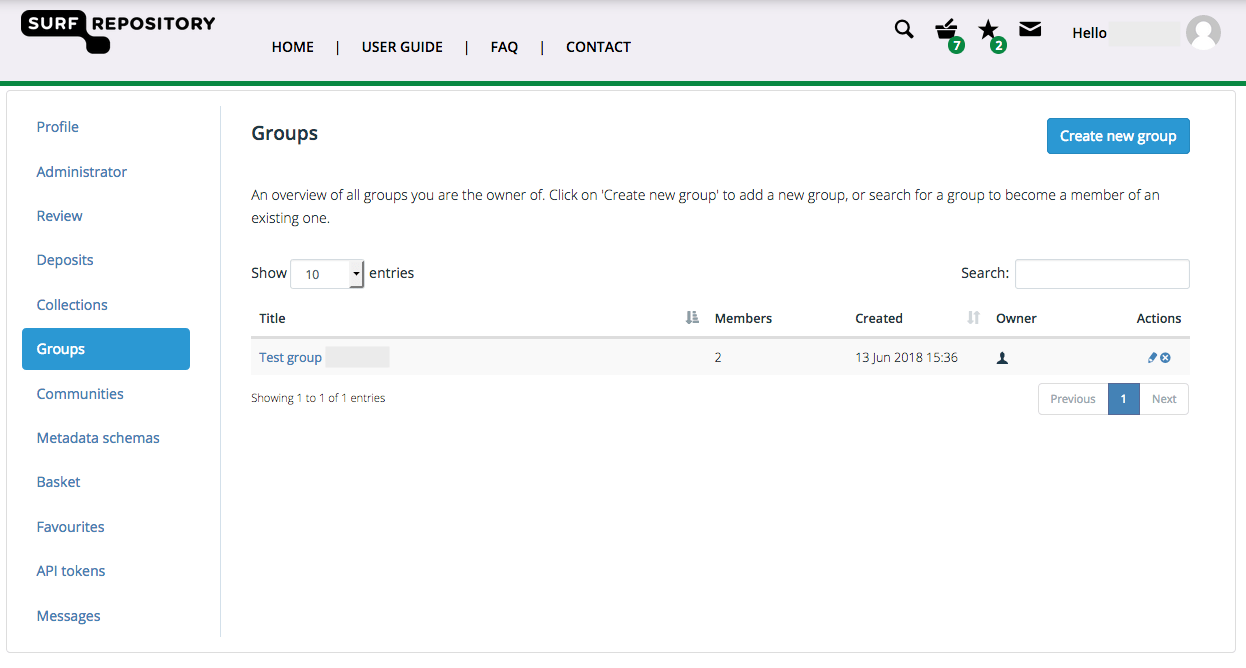 SURF REPOSITORY
HOME | USER GUIDE | FAQ | CONTACT
7
2
Hello
Profile
Administrator
Review
Deposits
Collections
Groups
Communities
Metadata schemas
Basket
Favourites
API tokens
Messages
Groups
Create new group
An overview of all groups you are the owner of. Click on 'Create new group' to add a new group, or search for a group to become a member of an
existing one.
Show 10 entries
Search:
Title Members Created Owner Actions
Test group 2 13 Jun 2018 15:36
Showing 1 to 1 of 1 entries
Previous 1 Next